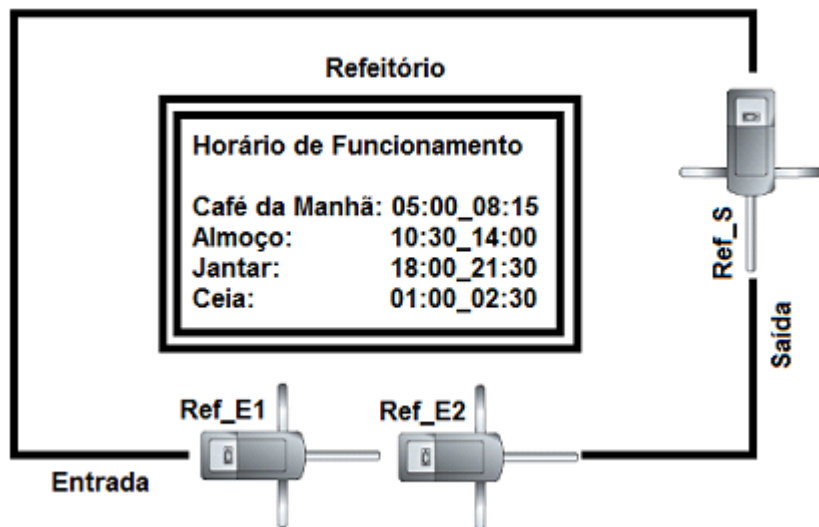 Refeitório
Horário de Funcionamento
Café da Manhã: 05:00_08:15
Almoço: 10:30_14:00
Jantar: 18:00_21:30
Ceia: 01:00_02:30
Ref_S
Saída
Ref_E1
Ref_E2
Entrada